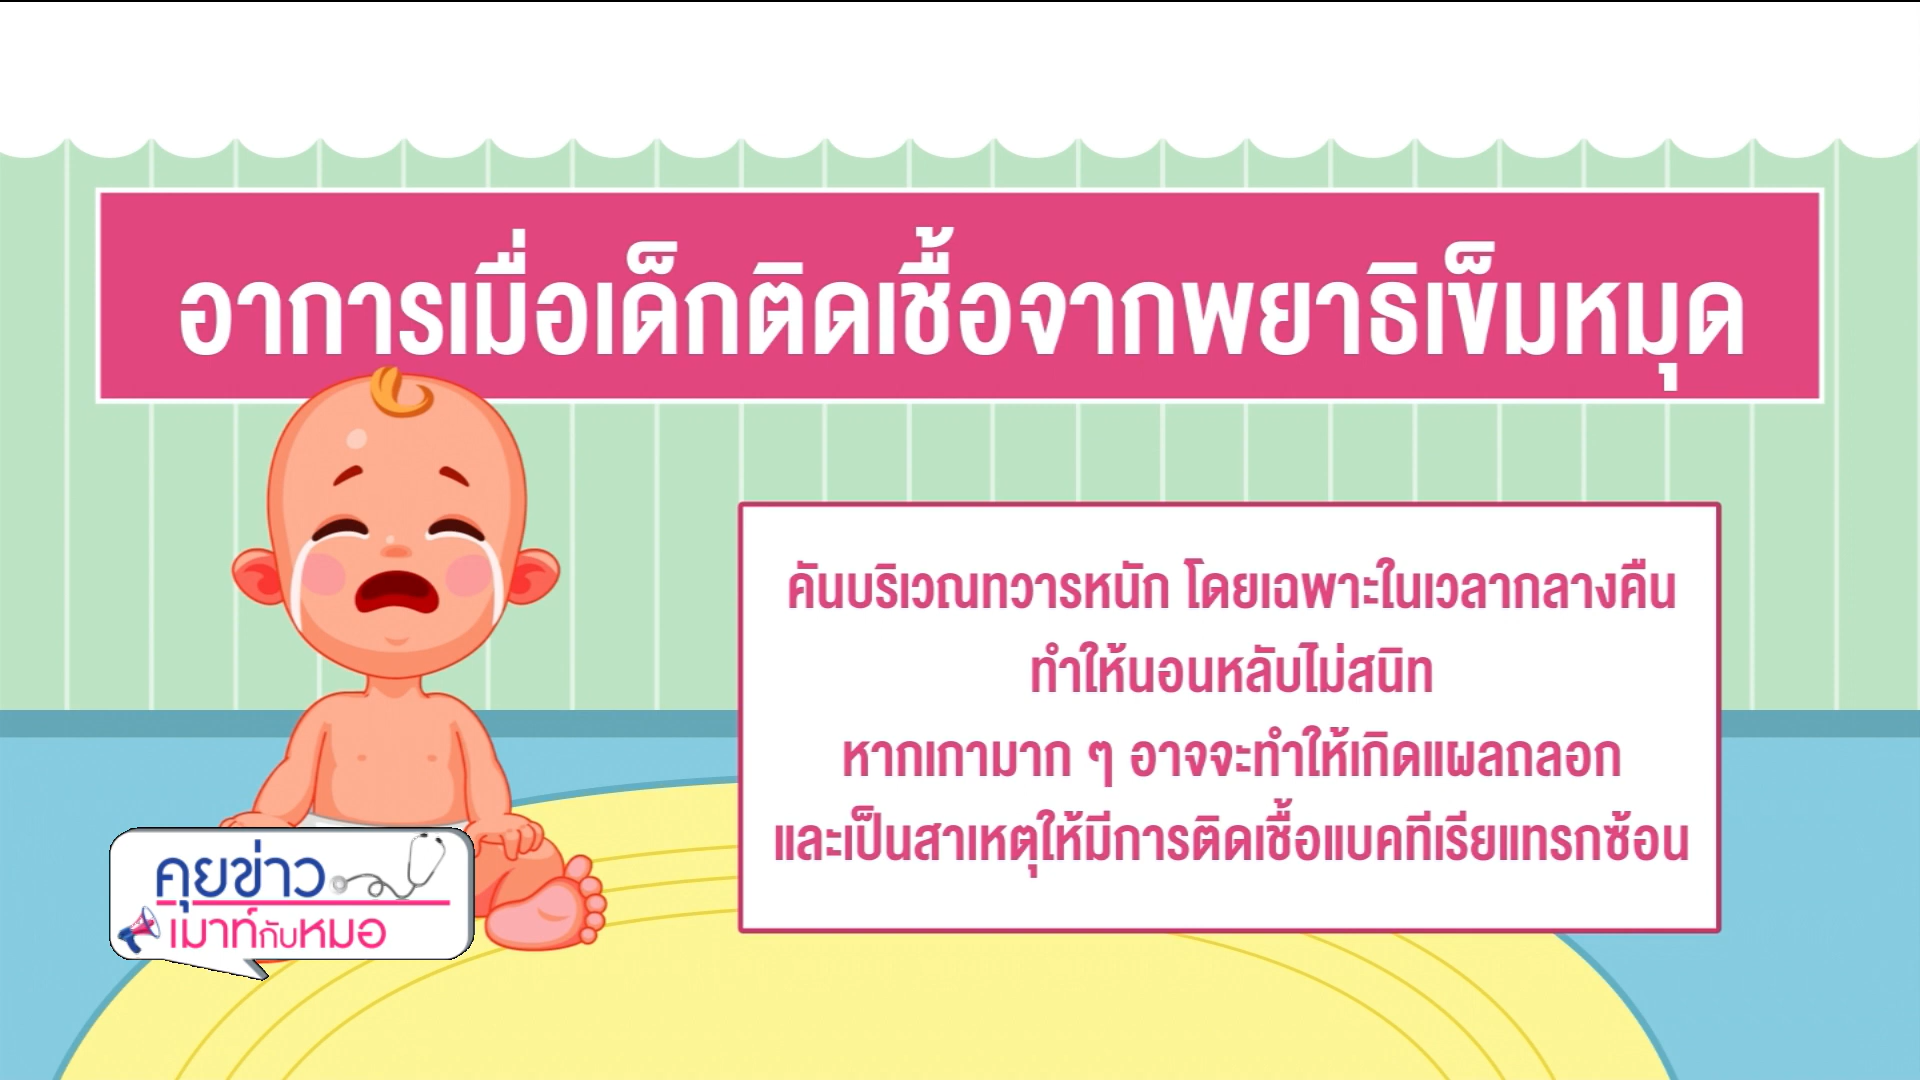 อาการเมื่อเด็กติดเชื้อจากพยาธิเข็มหมุด
คันบริเวณทวารหนัก โดยเฉพาะในเวลากลางคืน
ทำให้นอนหลับไม่สนิท
หากเกามาก ๆ อาจจะทำให้เกิดแผลถลอก
และเป็นสาเหตุให้มีการติดเชื้อแบคทีเรียแทรกซ้อน
คุยข่าว
เมาท์กับหมอ